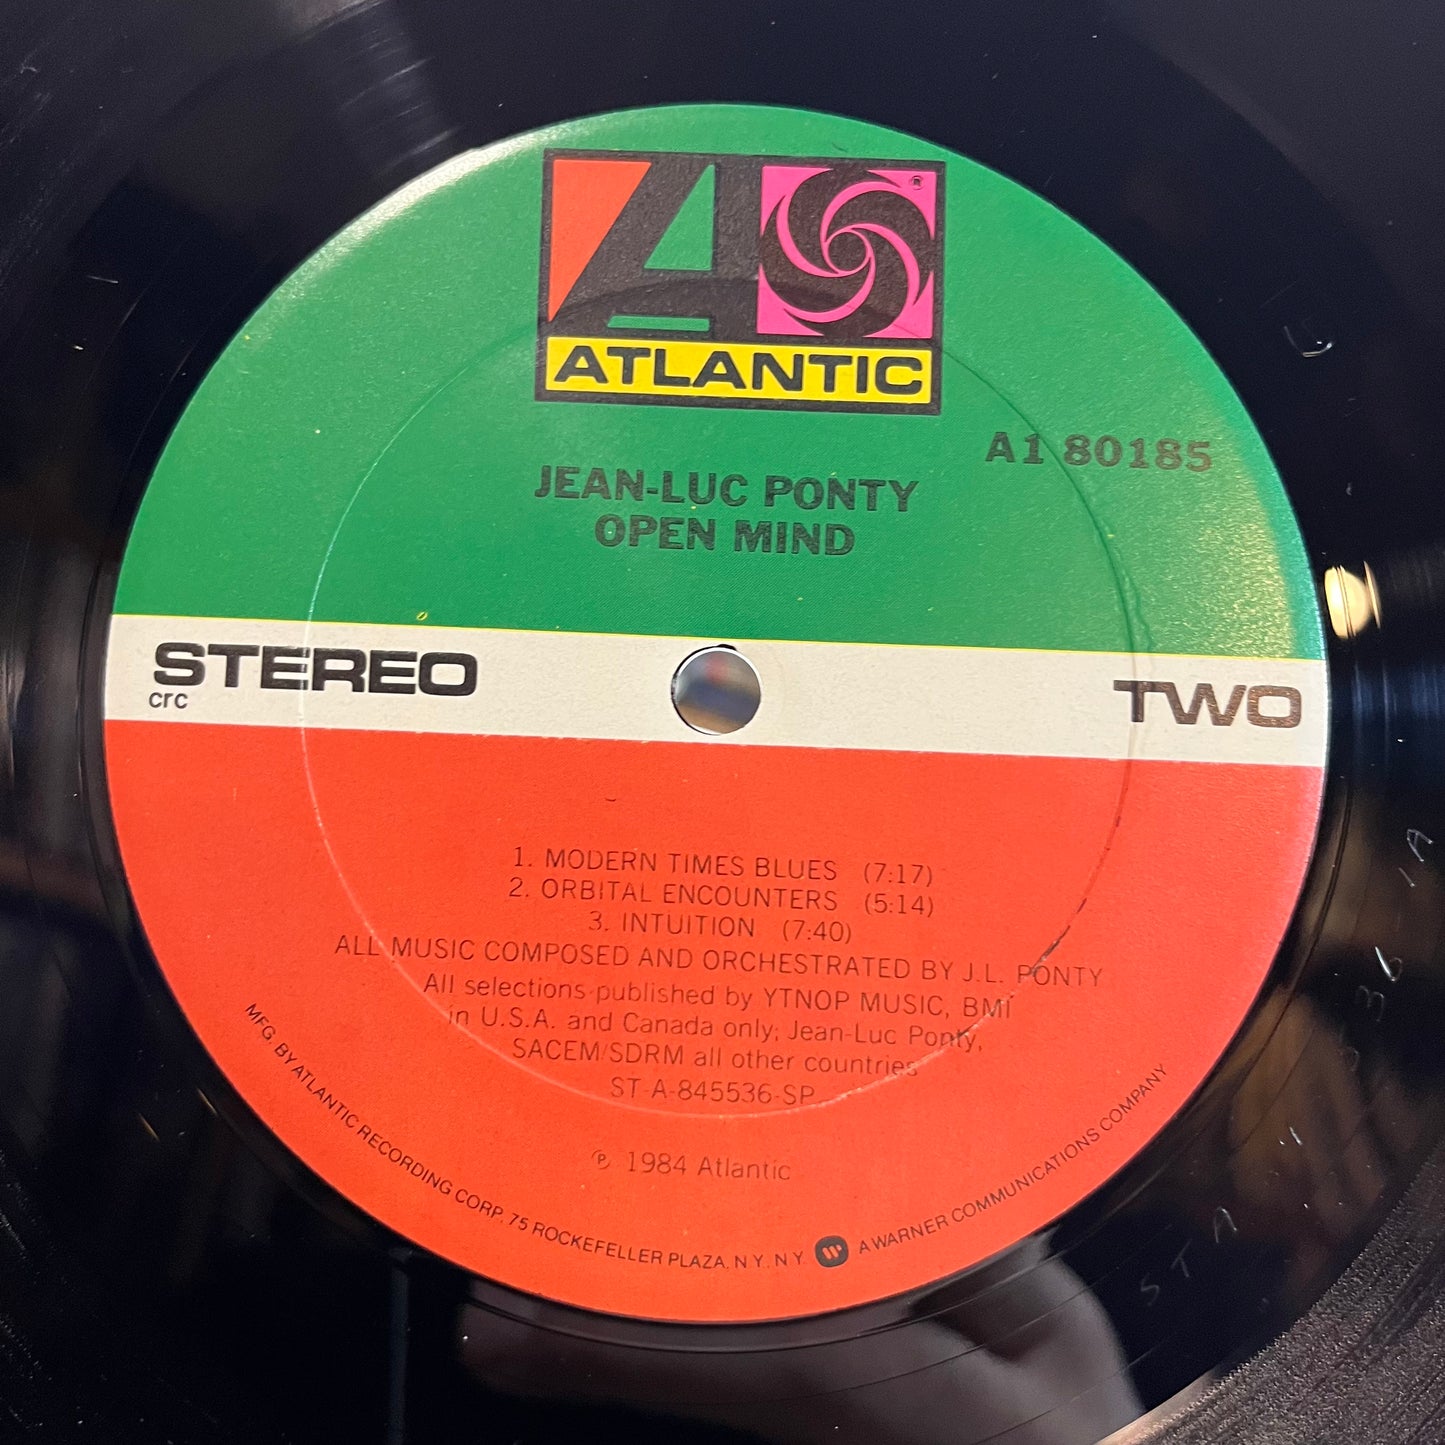 A
®
ATLANTIC
A1 80185
JEAN-LUC PONTY
OPEN MIND
STEREO
crc
TWO
1. MODERN TIMES BLUES (7:17)
2. ORBITAL ENCOUNTERS (5:14)
3. INTUITION (7:40)
ALL MUSIC COMPOSED AND ORCHESTRATED BY J.L. PONTY
All selections published by YTNOP MUSIC, BMI
in U.S.A. and Canada only; Jean-Luc Ponty,
SACEM/SDRM all other countries
ST-A-845536-SP
℗ 1984 Atlantic
MFG. BY ATLANTIC RECORDING CORP. 75 ROCKEFELLER PLAZA. N.Y. N.Y. A WARNER COMMUNICATIONS COMPANY